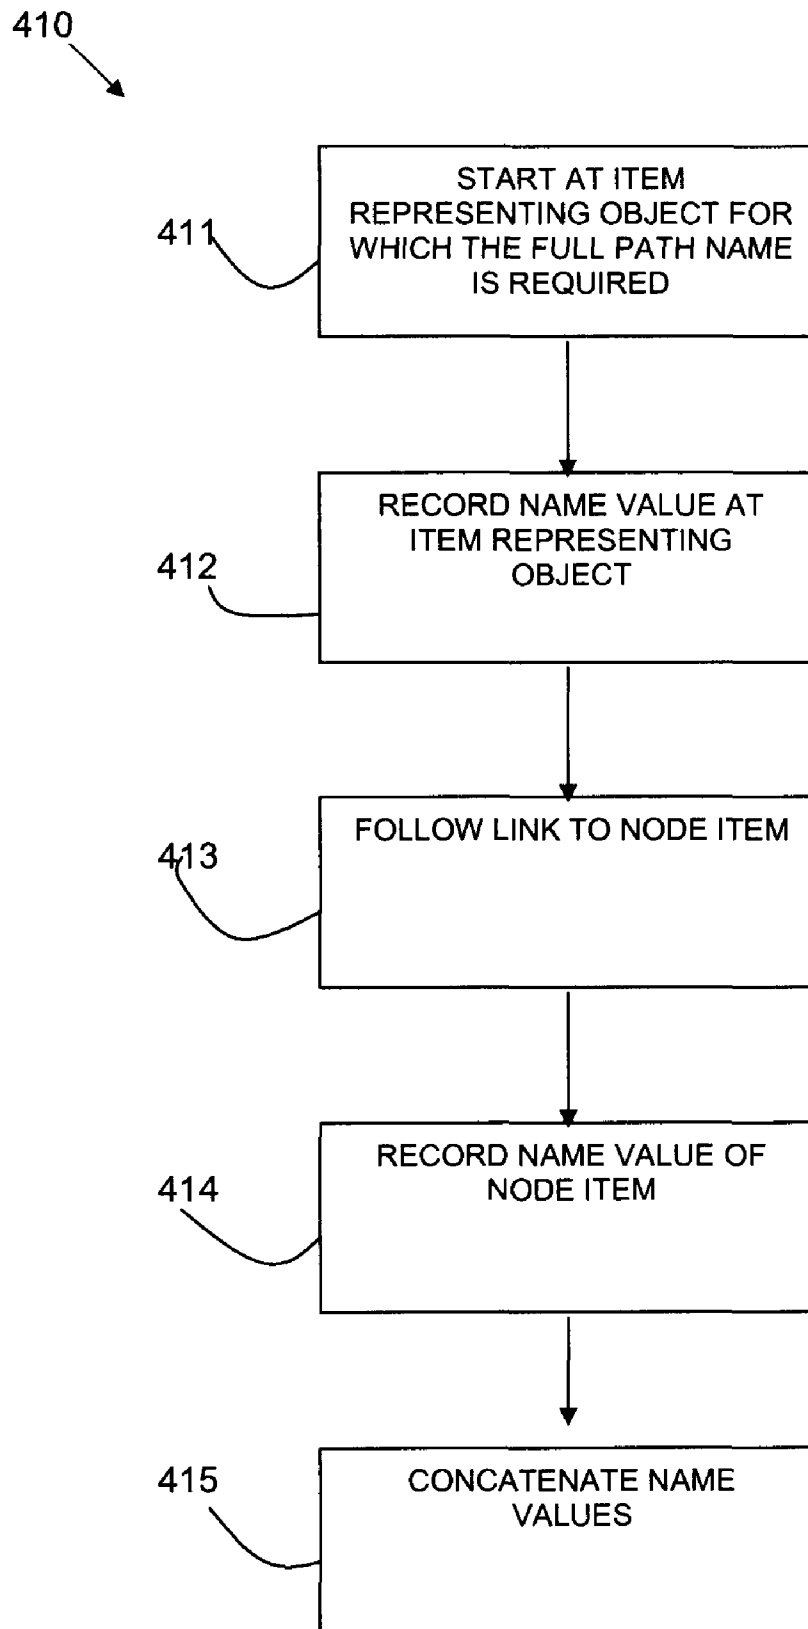 410
START AT ITEM
REPRESENTING OBJECT FOR
WHICH THE FULL PATH NAME
IS REQUIRED
411
RECORD NAME VALUE AT
ITEM REPRESENTING
OBJECT
412
FOLLOW LINK TO NODE ITEM
413
RECORD NAME VALUE OF
NODE ITEM
414
CONCATENATE NAME
VALUES
415